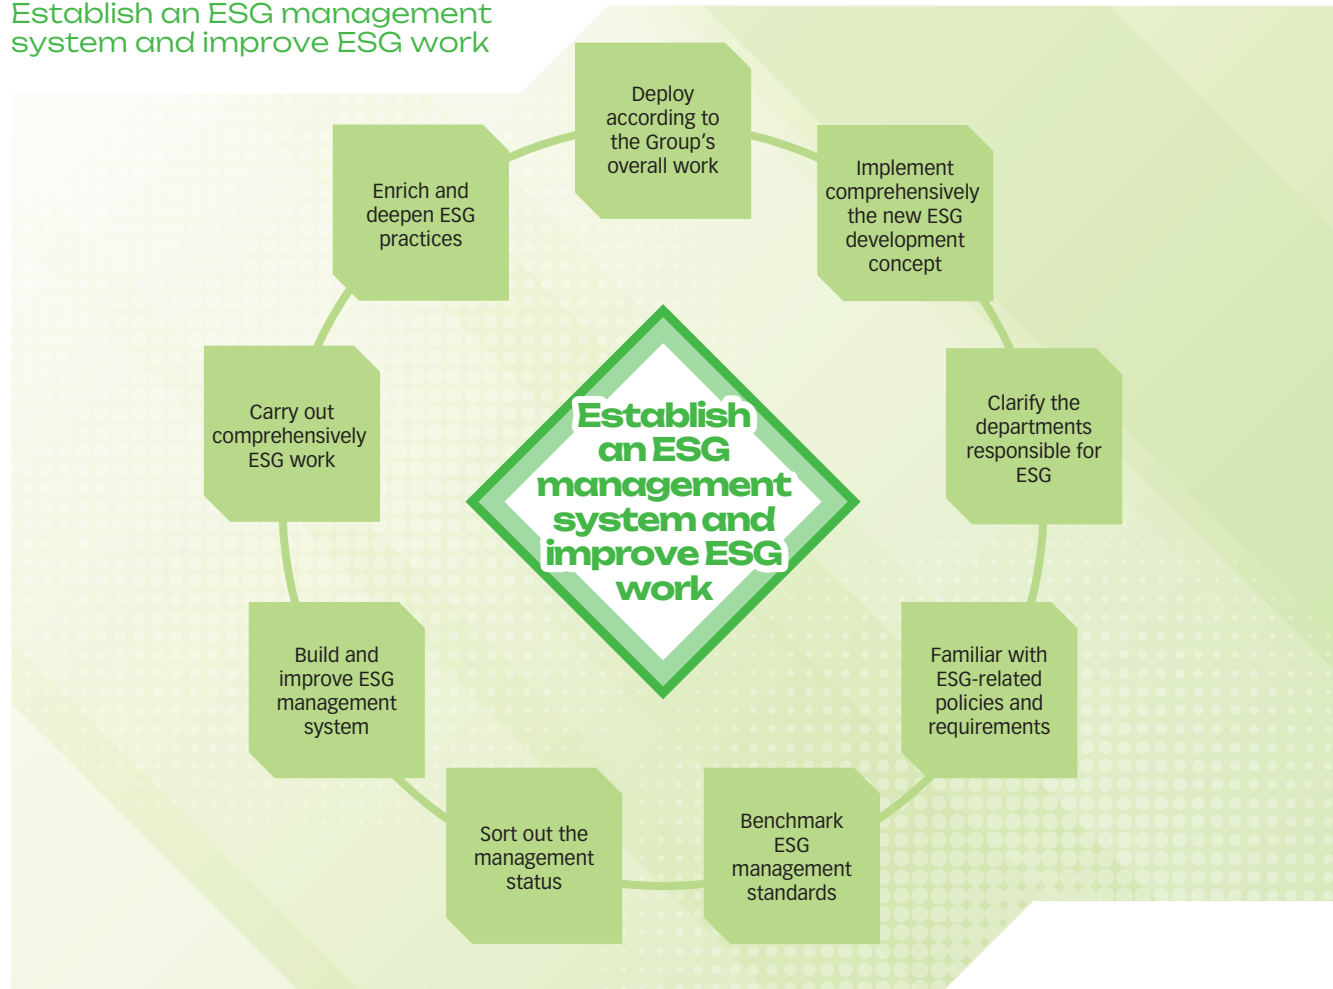 Establish an ESG management
system and improve ESG work
Deploy
according to
the Group's
overall work
Implement
comprehensively
the new ESG
development
concept
Clarify the
departments
responsible for
ESG
Familiar with
ESG-related
policies and
requirements
Benchmark
ESG
management
standards
Sort out the
management
status
Build and
improve ESG
management
system
Carry out
comprehensively
ESG work
Enrich and
deepen ESG
practices
Establish
an ESG
management
system and
improve ESG
work